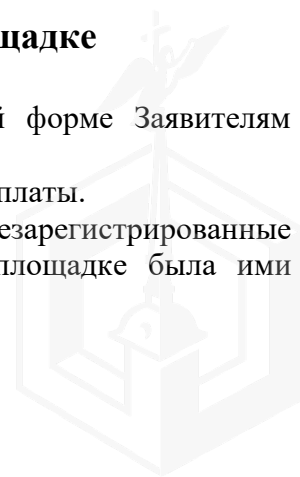 щадке
й форме Заявителям
платы.
езарегистрированные
площадке была ими